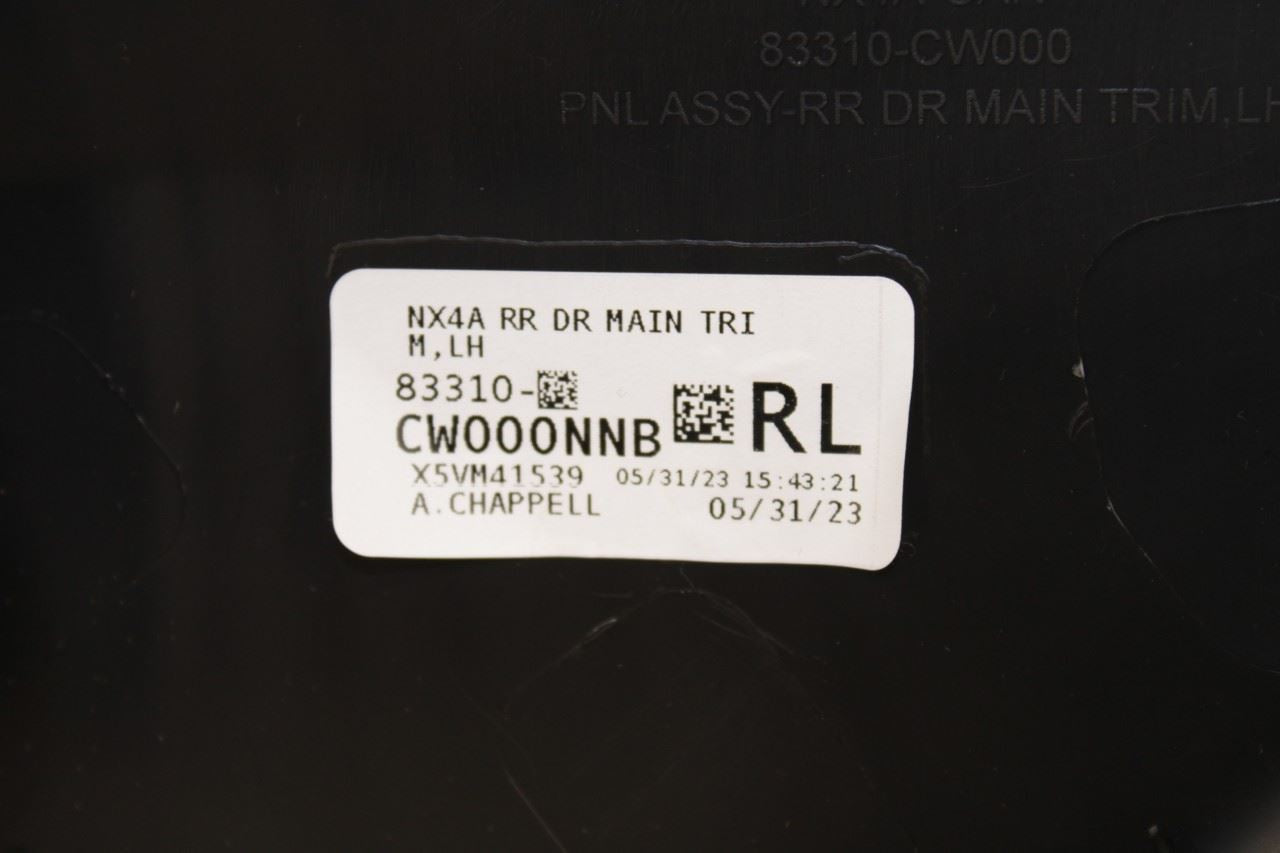 83310-CW000
PNL ASSY-RR DR MAIN TRIM,LH
NX4A RR DR MAIN TRI
M,LH
83310-
CW000NNB RL
X5VM41539 05/31/23 15:43:21
A.CHAPPELL 05/31/23